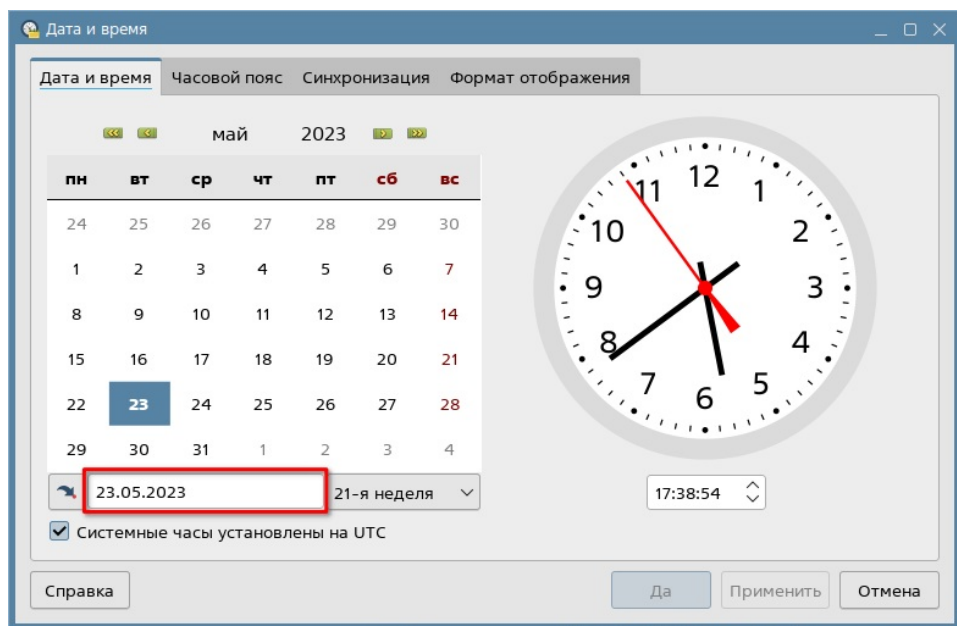 Дата и время
Дата и время Часовой пояс Синхронизация Формат отображения
май 2023
пн вт ср чт пт сб вс
24 25 26 27 28 29 30
1 2 3 4 5 6 7
8 9 10 11 12 13 14
15 16 17 18 19 20 21
22 23 24 25 26 27 28
29 30 31 1 2 3 4
23.05.2023 21-я неделя
Системные часы установлены на UTC
12 1 2 3 4 5 6 7 8 9 10 11
17:38:54
Справка Да Применить Отмена